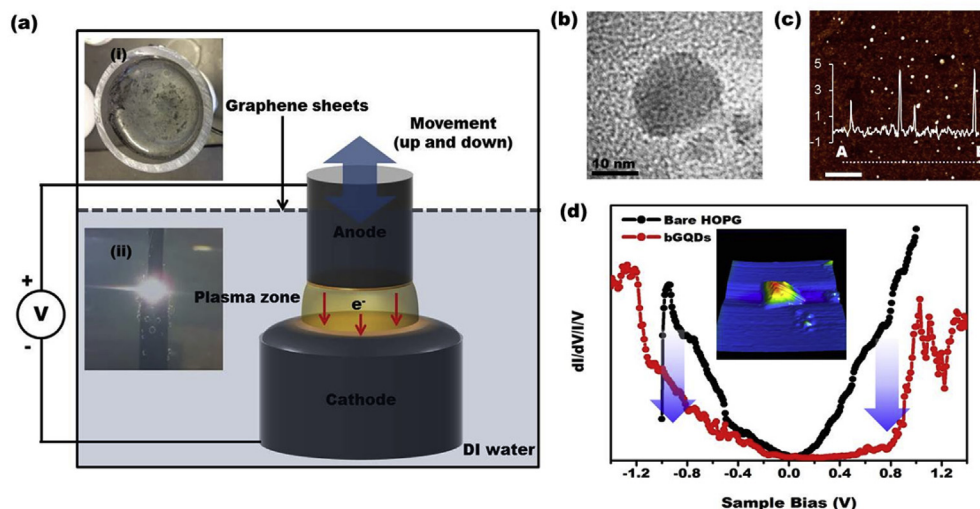 (a)
(i)
Graphene sheets
Movement
(up and down)
Anode
(ii)
Plasma zone
e-
+
V
-
Cathode
DI water
(b)
10 nm
(c)
5
3
1
-1
A
(d)
Bare HOPG
bGQDs
dI/dV/I/V
-1.2 -0.8 -0.4 0.0 0.4 0.8 1.2
Sample Bias (V)